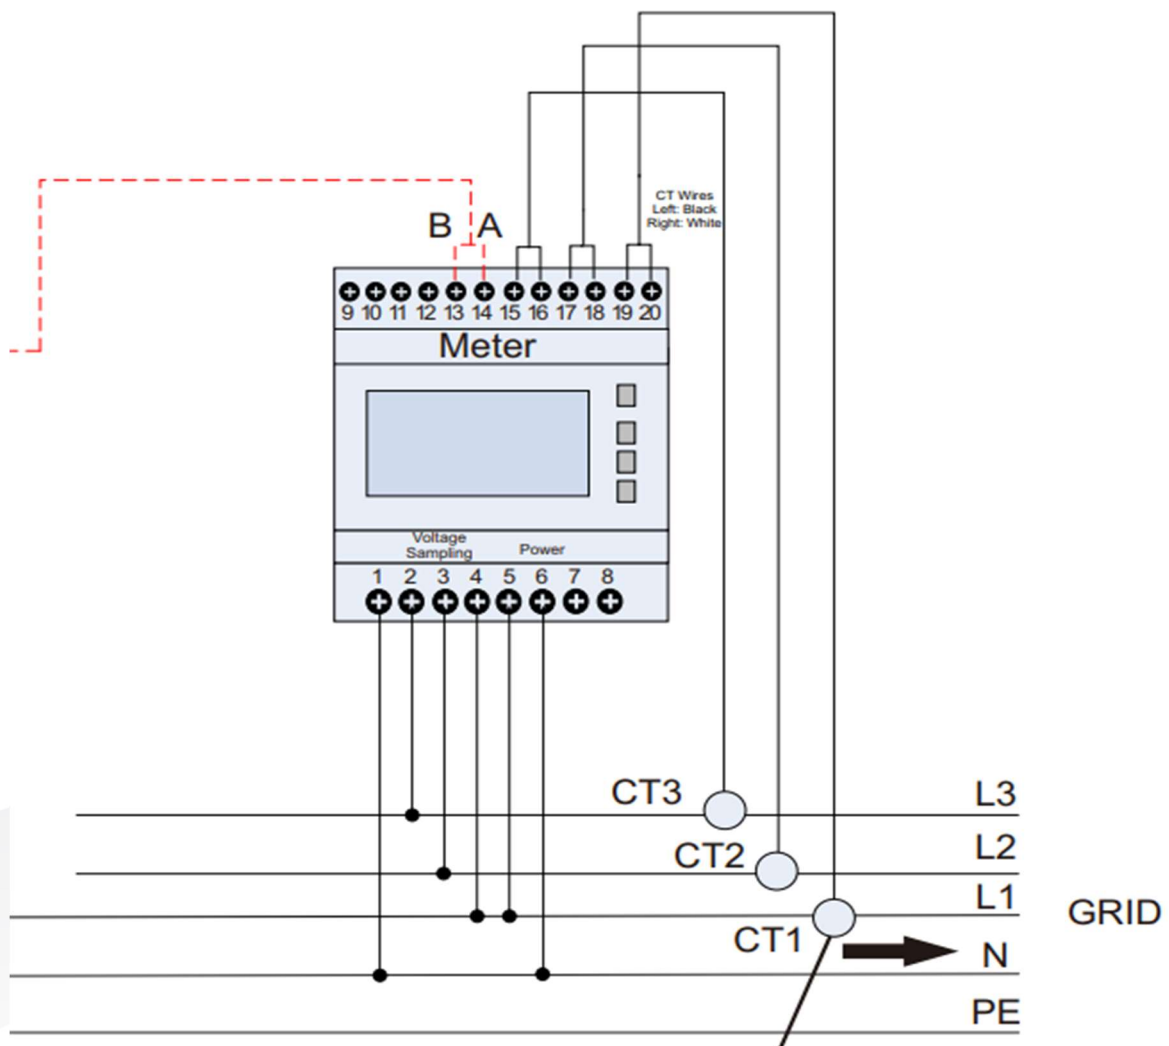 CT Wires
Left: Black
Right: White
B A
9 10 11 12 13 14 15 16 17 18 19 20
Meter
Voltage
Sampling
Power
1 2 3 4 5 6 7 8
CT3
L3
CT2
L2
L1
GRID
CT1
N
PE